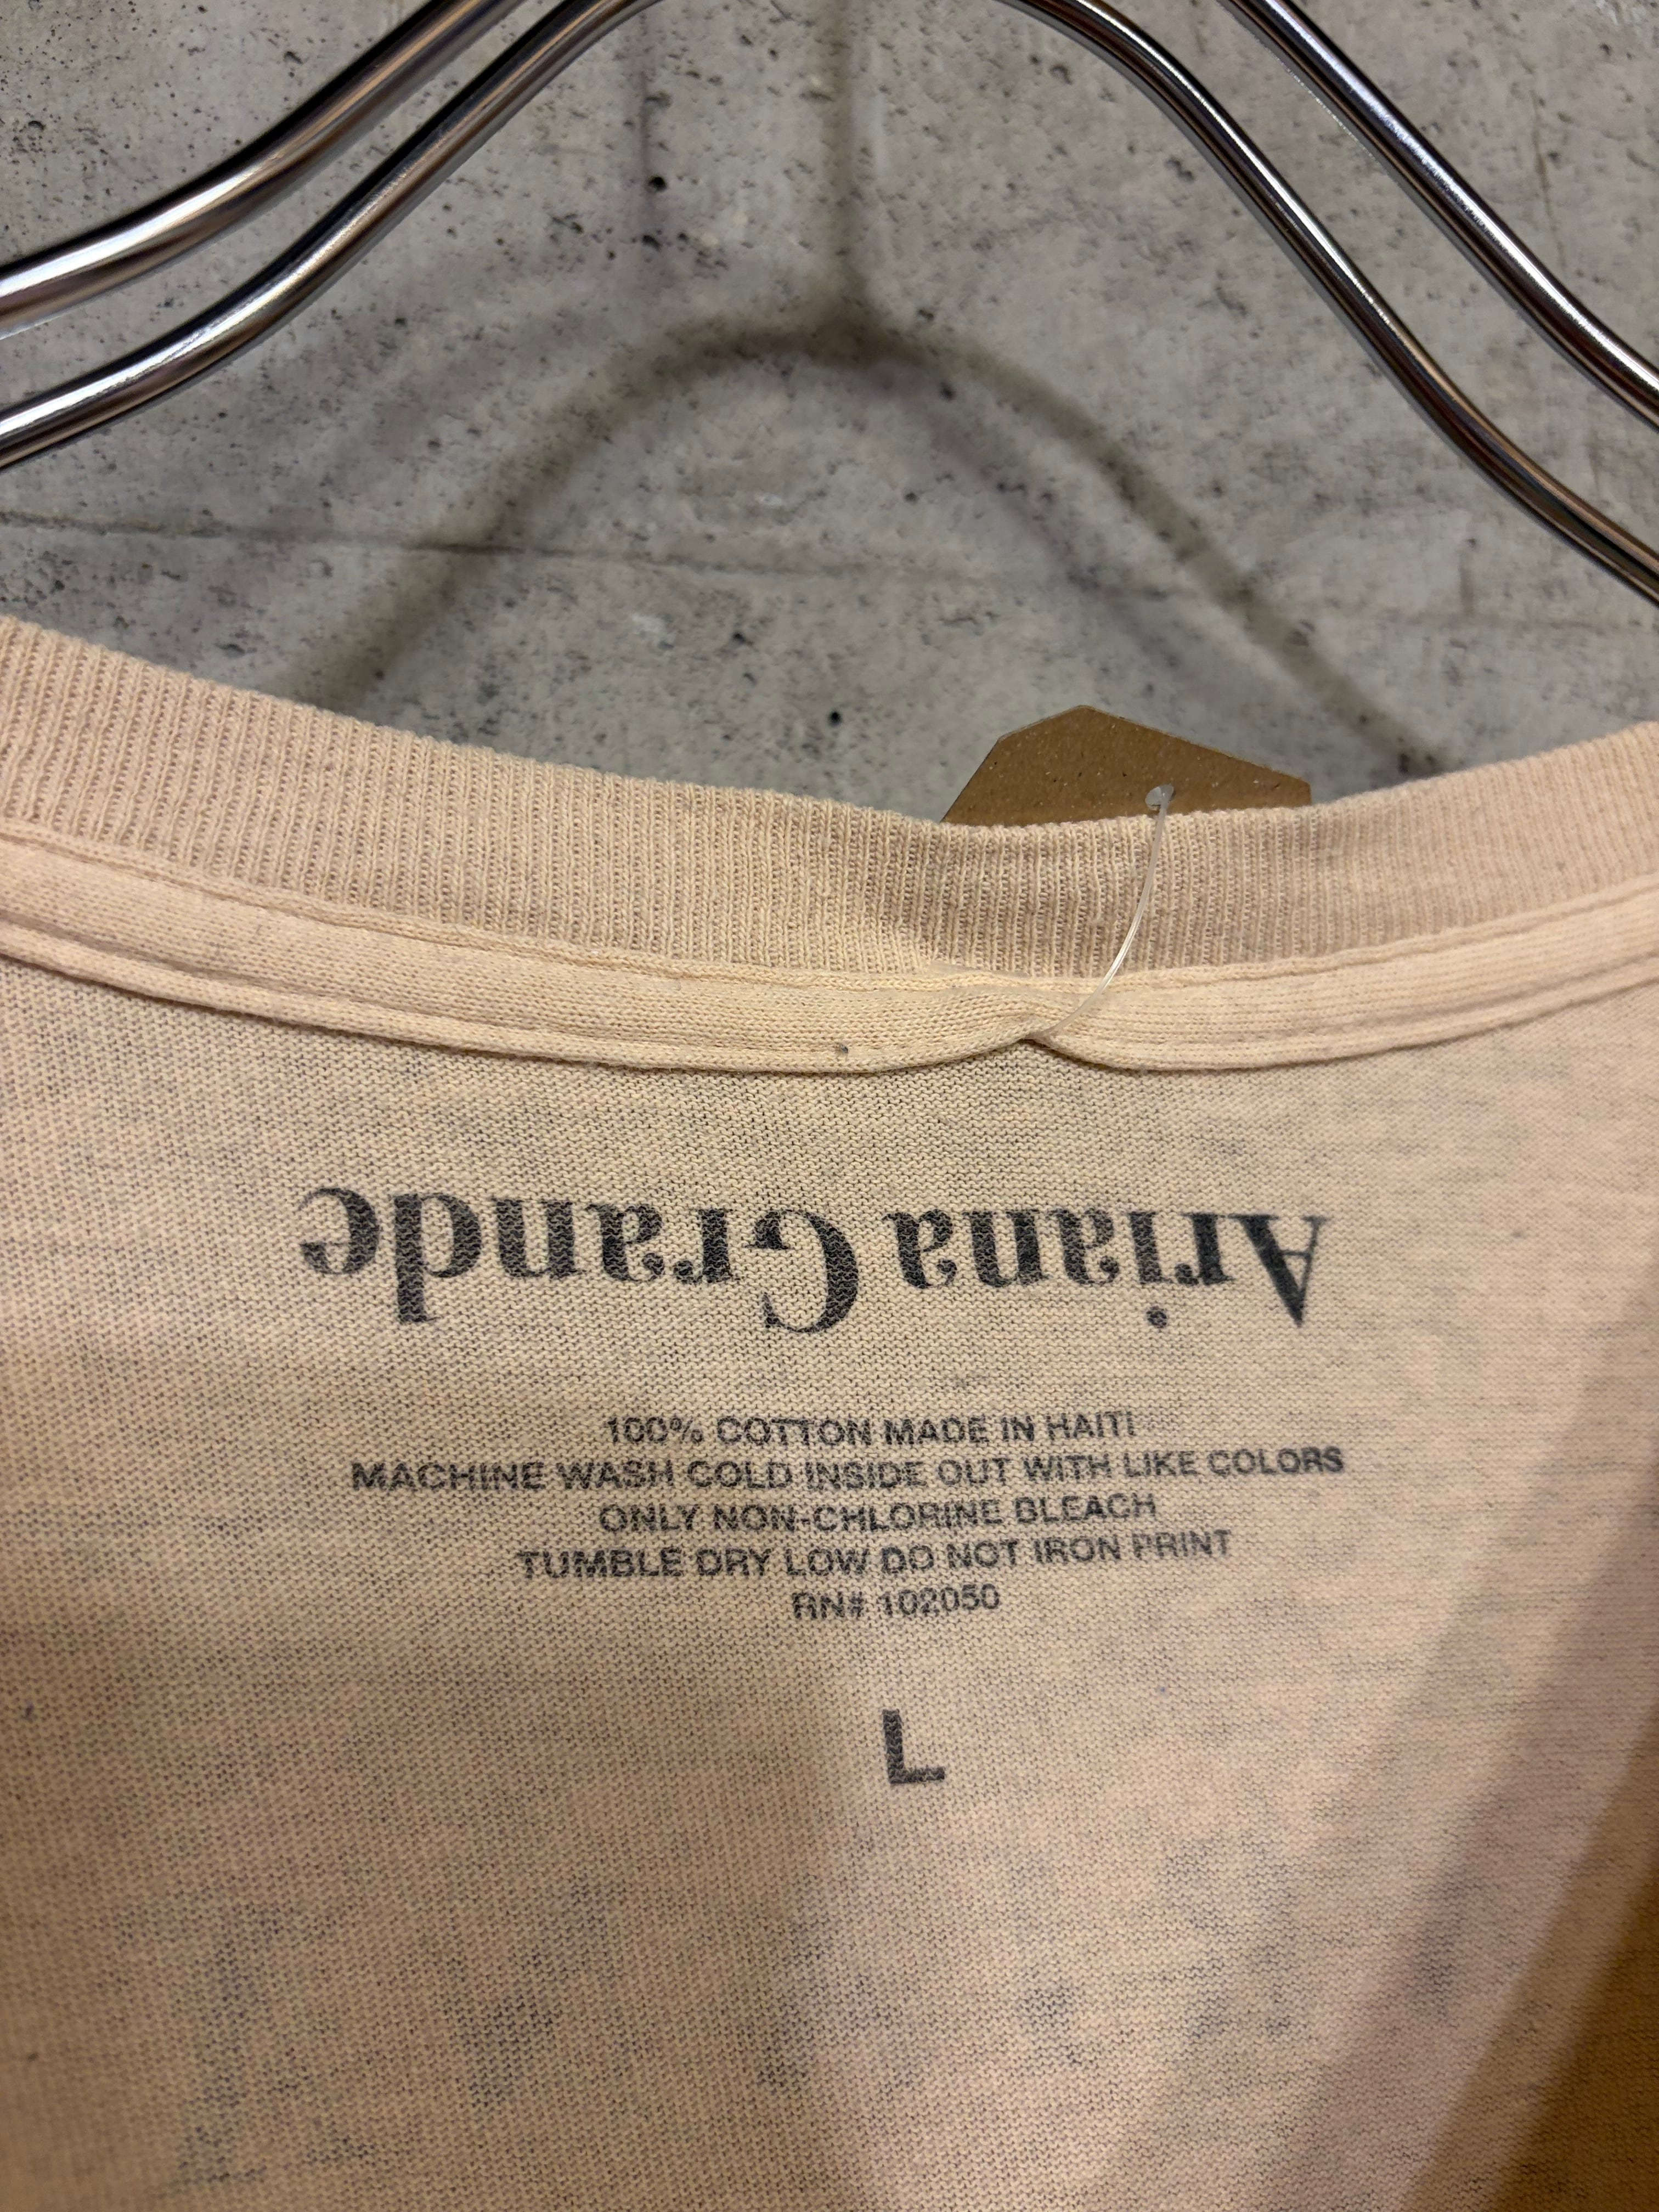 Ariana Grande
100% COTTON MADE IN HAITI
MACHINE WASH COLD INSIDE OUT WITH LIKE COLORS
ONLY NON-CHLORINE BLEACH
TUMBLE DRY LOW DO NOT IRON PRINT
RN# 102050
L